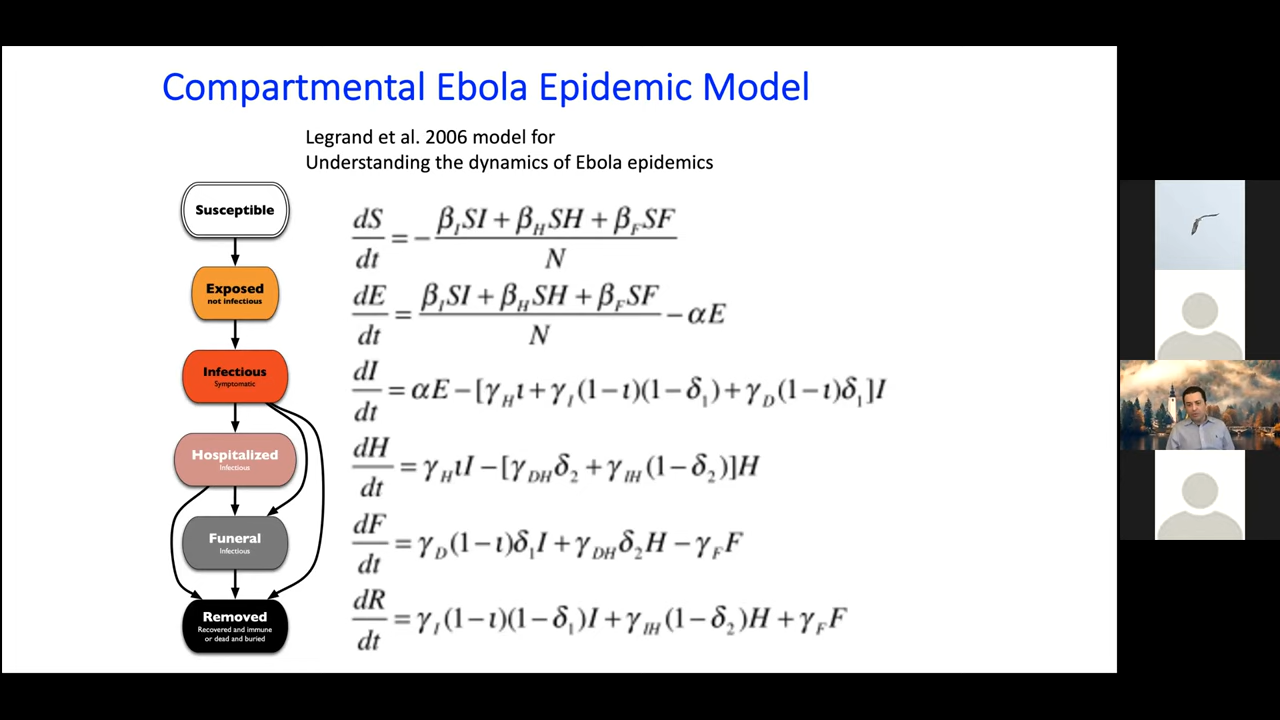 Compartmental Ebola Epidemic Model
Legrand et al. 2006 model for
Understanding the dynamics of Ebola epidemics
Susceptible
Exposed
not infectious
Infectious
Symptomatic
Hospitalized
Infectious
Funeral
Infectious
Removed
Recovered and immune
or dead and buried
dS/dt = − (β_I SI + β_H SH + β_F SF)/N
dE/dt = (β_I SI + β_H SH + β_F SF)/N − αE
dI/dt = αE − [γ_H ι + γ_I (1−ι)(1−δ_1) + γ_D (1−ι)δ_1]I
dH/dt = γ_H ιI − [γ_DH δ_2 + γ_IH (1−δ_2)]H
dF/dt = γ_D (1−ι)δ_1 I + γ_DH δ_2 H − γ_F F
dR/dt = γ_I (1−ι)(1−δ_1)I + γ_IH (1−δ_2)H + γ_F F